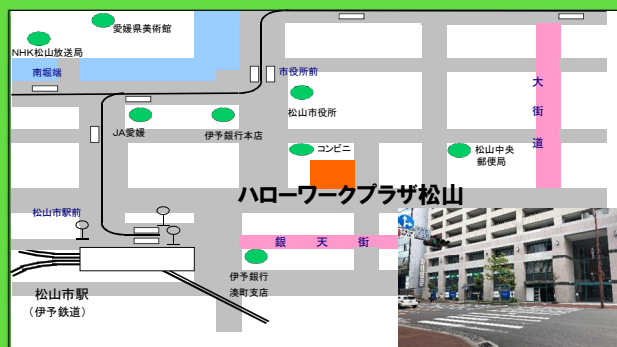 愛媛県美術館
NHK松山放送局
南堀端
市役所前
松山市役所
JA愛媛
伊予銀行本店
コンビニ
松山中央
郵便局
大街道
ハローワークプラザ松山
松山市駅前
銀天街
伊予銀行
湊町支店
松山市駅
（伊予鉄道）